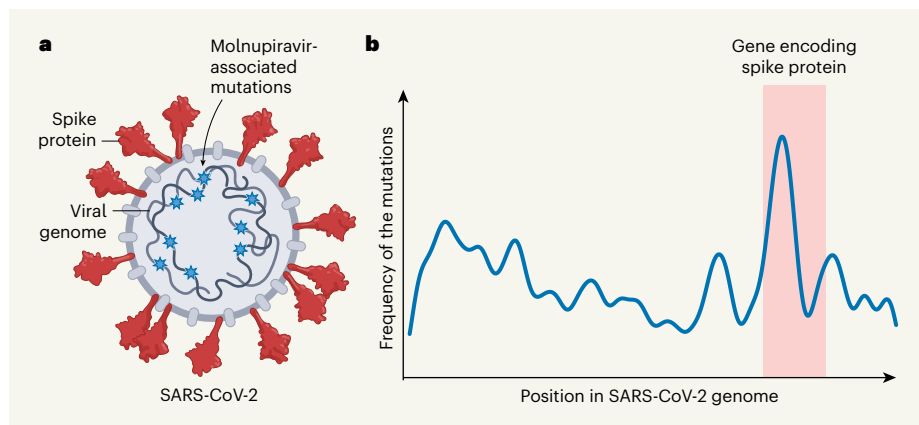 a
Molnupiravir-
associated
mutations
Spike
protein
Viral
genome
SARS-CoV-2
b
Gene encoding
spike protein
Frequency of the mutations
Position in SARS-CoV-2 genome